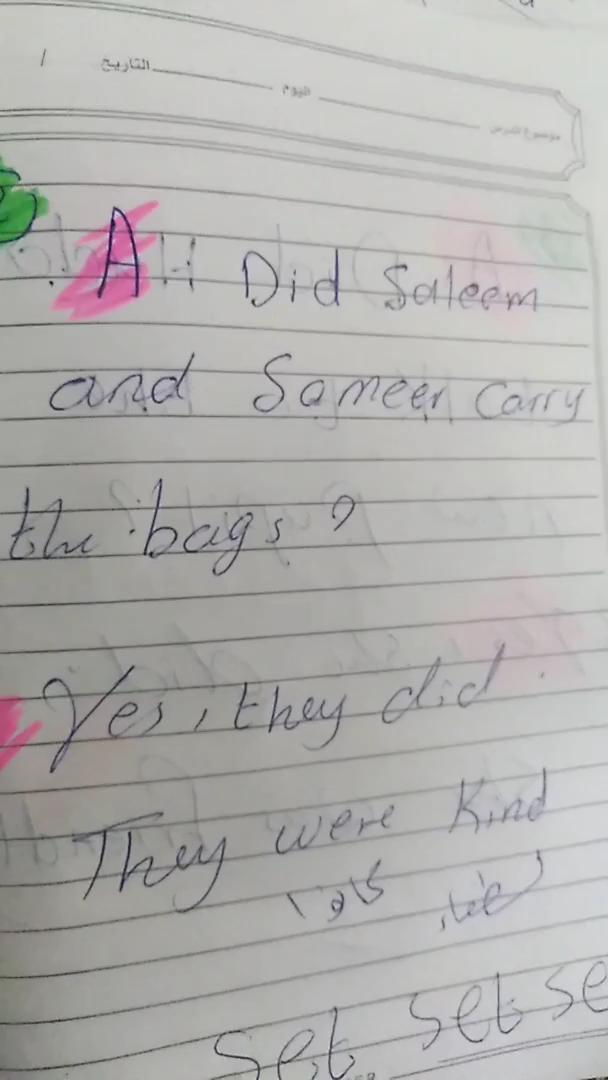 التاريخ / اليوم موضوع الدرس
A Did Saleem
and Sameer Carry
the bags?
Yes, they did.
They were Kind
كانوا لطفاء
set set se